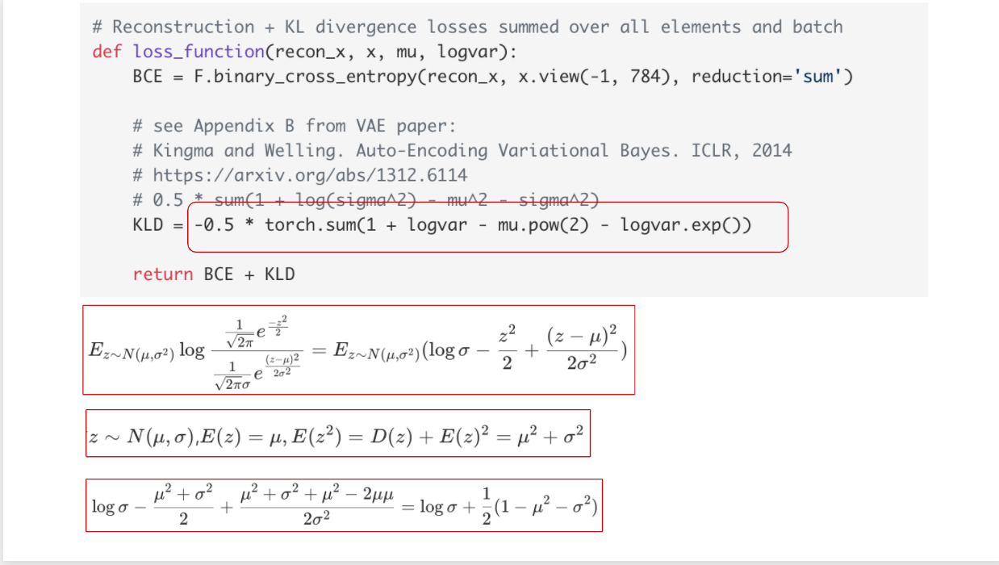 # Reconstruction + KL divergence losses summed over all elements and batch
def loss_function(recon_x, x, mu, logvar):
    BCE = F.binary_cross_entropy(recon_x, x.view(-1, 784), reduction='sum')
    # see Appendix B from VAE paper:
    # Kingma and Welling. Auto-Encoding Variational Bayes. ICLR, 2014
    # https://arxiv.org/abs/1312.6114
    # 0.5 * sum(1 + log(sigma^2) - mu^2 - sigma^2)
    KLD = -0.5 * torch.sum(1 + logvar - mu.pow(2) - logvar.exp())
    return BCE + KLD
$E_{z\sim N(\mu,\sigma^2)} \log \frac{\frac{1}{\sqrt{2\pi}} e^{\frac{-z^2}{2}}}{\frac{1}{\sqrt{2\pi}\sigma} e^{\frac{(z-\mu)^2}{2\sigma^2}}} = E_{z\sim N(\mu,\sigma^2)} (\log \sigma - \frac{z^2}{2} + \frac{(z-\mu)^2}{2\sigma^2})$
$z \sim N(\mu, \sigma), E(z) = \mu, E(z^2) = D(z) + E(z)^2 = \mu^2 + \sigma^2$
$\log \sigma - \frac{\mu^2 + \sigma^2}{2} + \frac{\mu^2 + \sigma^2 + \mu^2 - 2\mu\mu}{2\sigma^2} = \log \sigma + \frac{1}{2}(1 - \mu^2 - \sigma^2)$